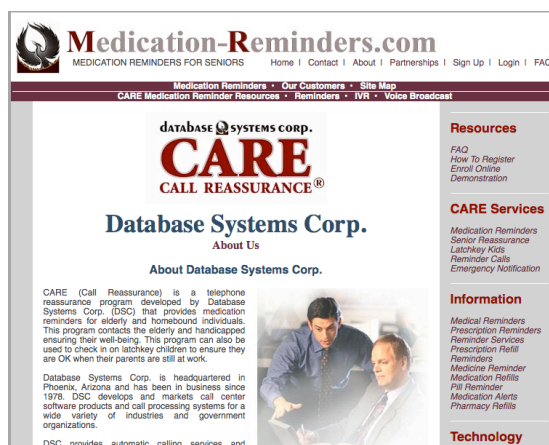 Medication-Reminders.com
MEDICATION REMINDERS FOR SENIORS
Home | Contact | About | Partnerships | Sign Up | Login | FAQ
Medication Reminders • Our Customers • Site Map
CARE Medication Reminder Resources • Reminders • IVR • Voice Broadcast
DATABASE SYSTEMS CORP.
CARE
CALL REASSURANCE®
Database Systems Corp.
About Us
About Database Systems Corp.
CARE (Call Reassurance) is a telephone
reassurance program developed by Database
Systems Corp. (DSC) that provides medication
reminders for elderly and homebound individuals.
This program contacts the elderly and handicapped
ensuring their well-being. This program can also be
used to check in on latchkey children to ensure they
are OK when their parents are still at work.
Database Systems Corp. is headquartered in
Phoenix, Arizona and has been in business since
1978. DSC develops and markets call center
software products and call processing systems for a
wide variety of industries and government
organizations.
DSC provides automatic calling services and
Resources
FAQ
How To Register
Enroll Online
Demonstration
CARE Services
Medication Reminders
Senior Reassurance
Latchkey Kids
Reminder Calls
Emergency Notification
Information
Medical Reminders
Prescription Reminders
Reminder Services
Prescription Refill
Reminders
Medicine Reminder
Medication Refills
Pill Reminder
Medication Alerts
Pharmacy Refills
Technology